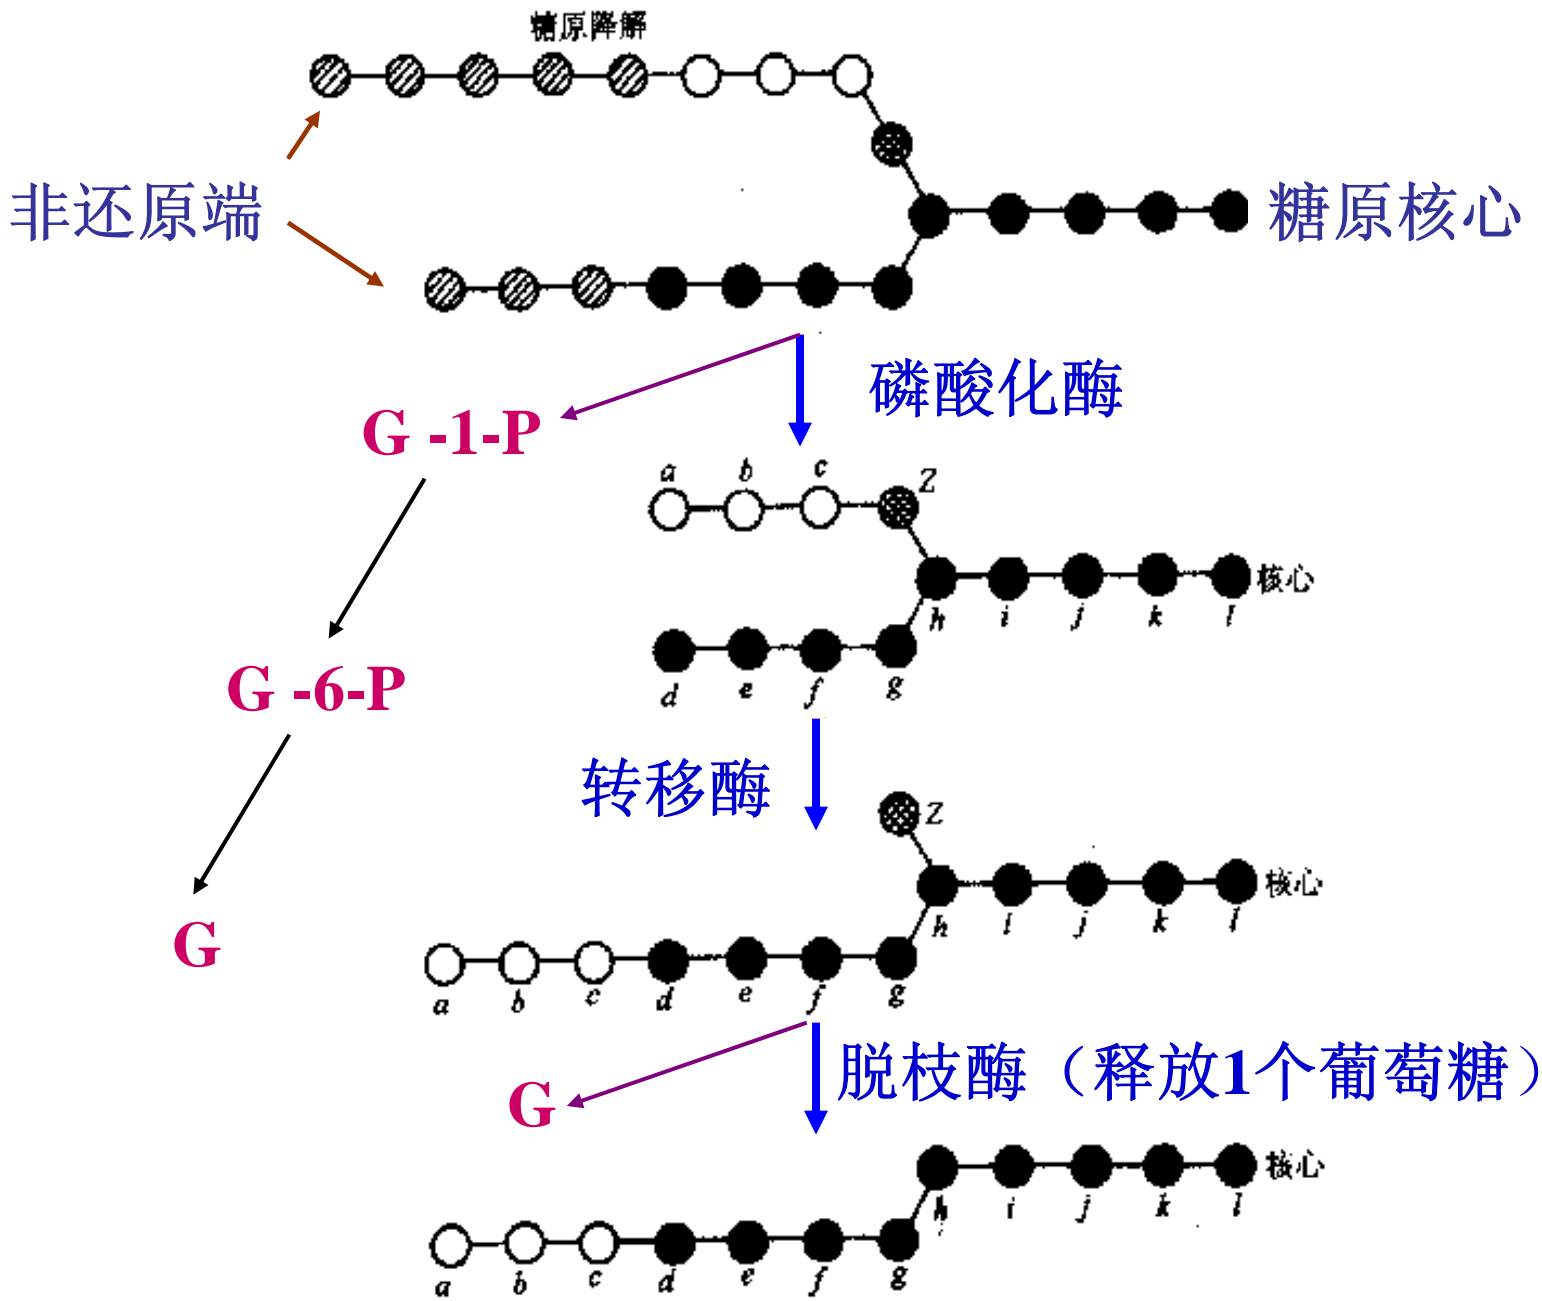 糖原降解
非还原端
糖原核心
磷酸化酶
G -1-P
a b c Z
h i j k l 核心
d e f g
G -6-P
转移酶
Z
h i j k l 核心
a b c d e f g
G
脱枝酶（释放1个葡萄糖）
G
h i j k l 核心
a b c d e f g